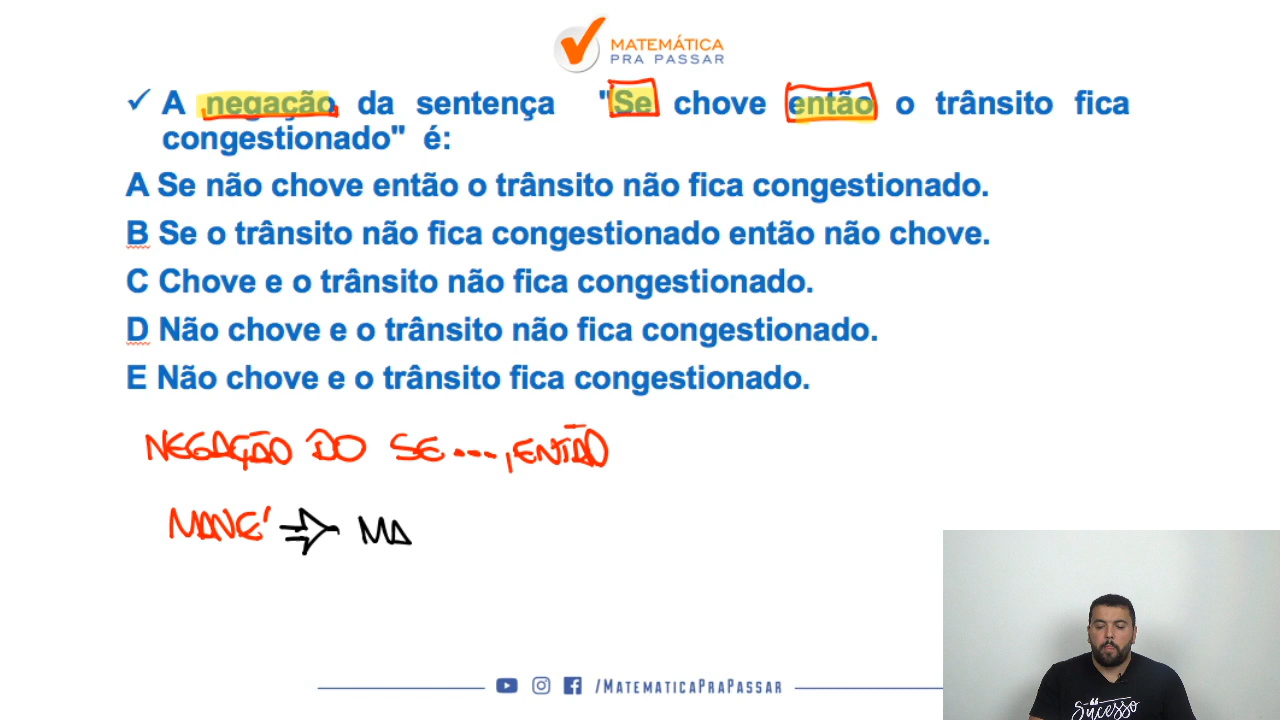 MATEMÁTICA
PRA PASSAR
✓ A negação da sentença "Se chove então o trânsito fica
congestionado" é:
A Se não chove então o trânsito não fica congestionado.
B Se o trânsito não fica congestionado então não chove.
C Chove e o trânsito não fica congestionado.
D Não chove e o trânsito não fica congestionado.
E Não chove e o trânsito fica congestionado.
NEGAÇÃO DO SE ...., ENTÃO
MANÉ ⇒ MA
/MATEMATICAPRAPASSAR
SUCESSO